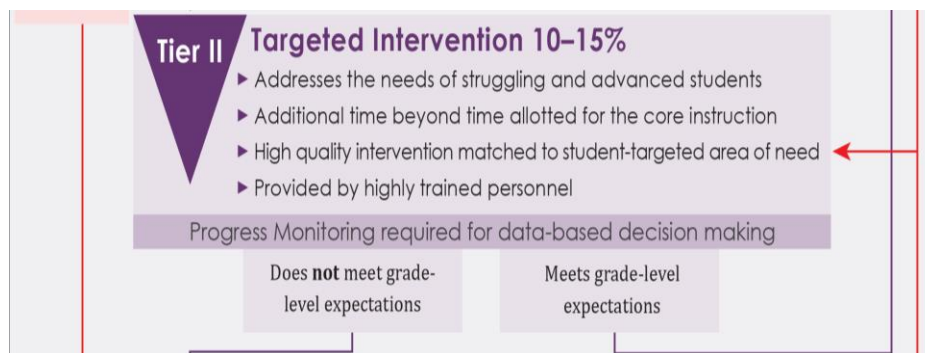 Tier II
Targeted Intervention 10–15%
Addresses the needs of struggling and advanced students
Additional time beyond time allotted for the core instruction
High quality intervention matched to student-targeted area of need
Provided by highly trained personnel
Progress Monitoring required for data-based decision making
Does not meet grade-
level expectations
Meets grade-level
expectations